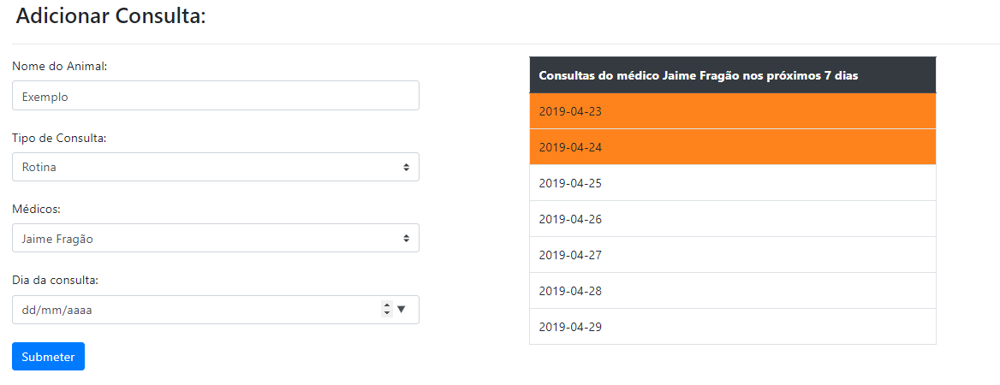 Adicionar Consulta:
Nome do Animal:
Exemplo
Tipo de Consulta:
Rotina
Médicos:
Jaime Fragão
Dia da consulta:
dd/mm/aaaa
Submeter
Consultas do médico Jaime Fragão nos próximos 7 dias
2019-04-23
2019-04-24
2019-04-25
2019-04-26
2019-04-27
2019-04-28
2019-04-29